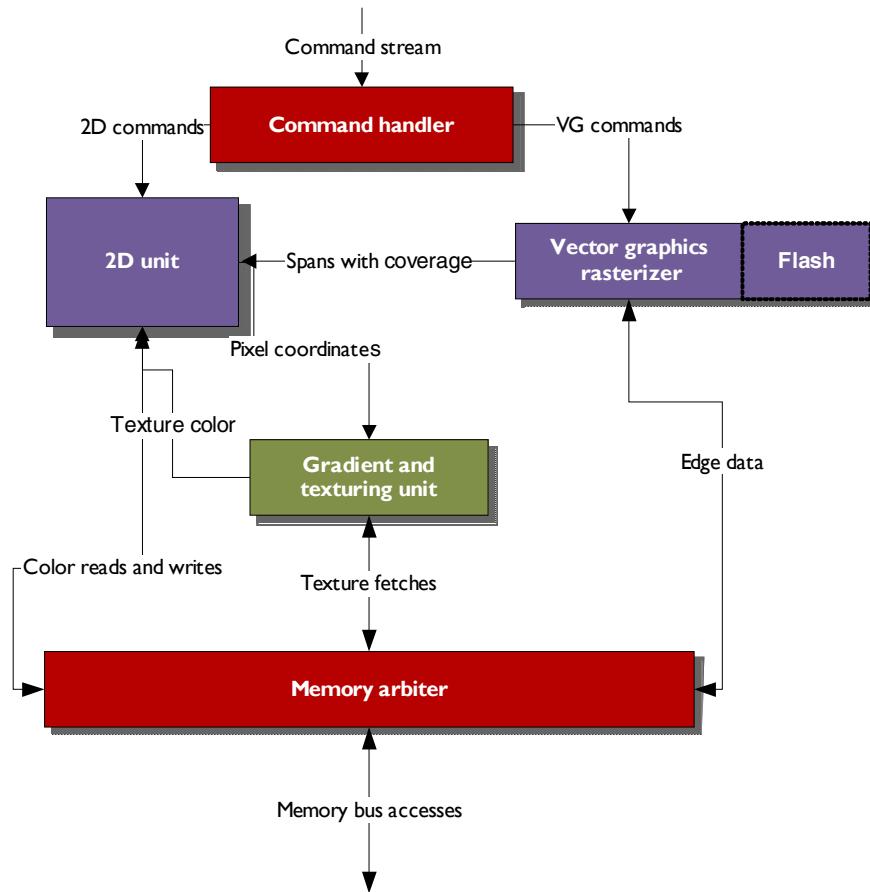 Command stream
2D commands
Command handler
VG commands
2D unit
Spans with coverage
Vector graphics
rasterizer
Flash
Pixel coordinates
Texture color
Gradient and
texturing unit
Edge data
Color reads and writes
Texture fetches
Memory arbiter
Memory bus accesses